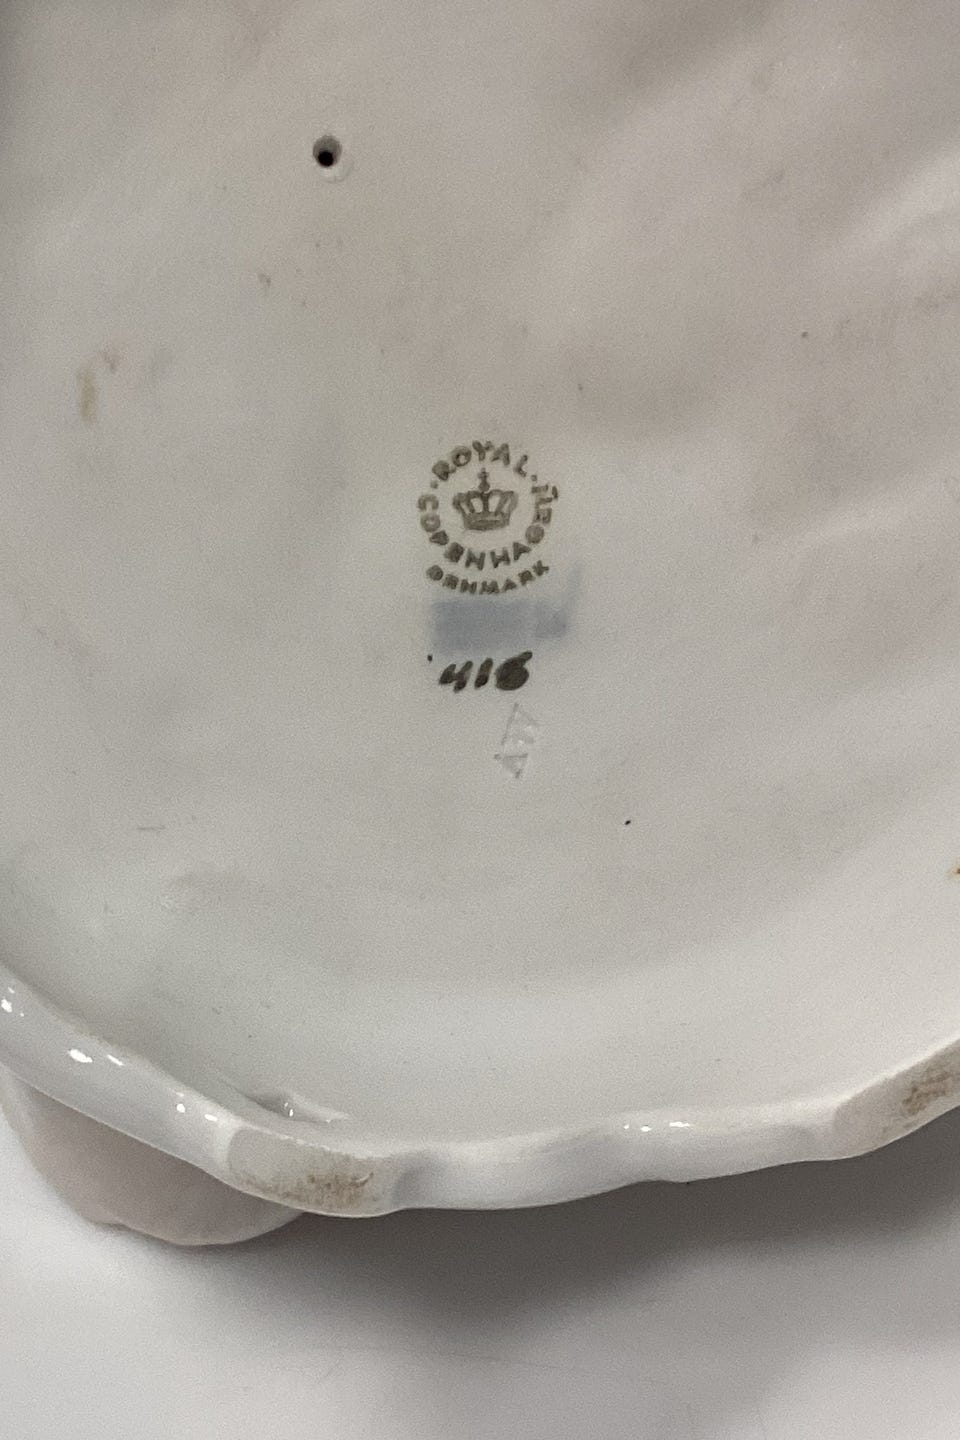 ROYAL
COPENHAGEN
DENMARK
416